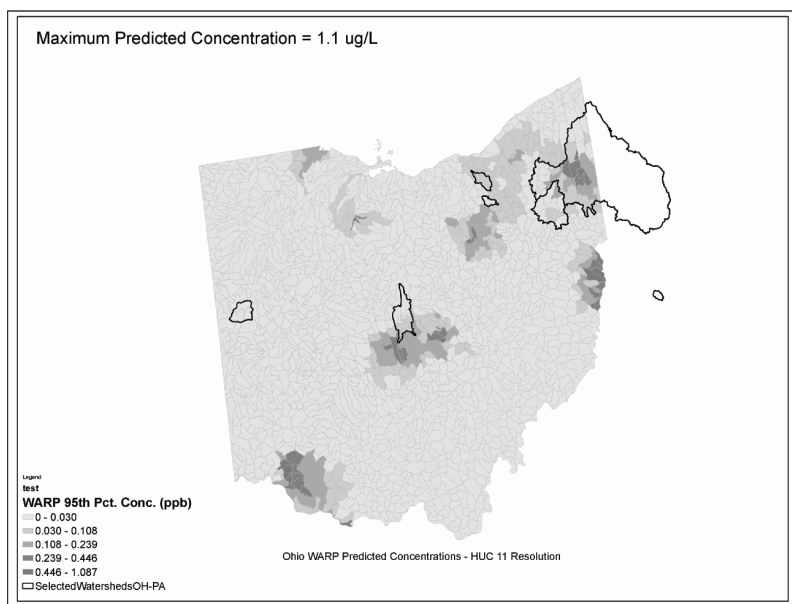 Maximum Predicted Concentration = 1.1 ug/L
Legend
test
WARP 95th Pct. Conc. (ppb)
0 - 0.030
0.030 - 0.108
0.108 - 0.239
0.239 - 0.446
0.446 - 1.087
SelectedWatershedsOH-PA
Ohio WARP Predicted Concentrations - HUC 11 Resolution